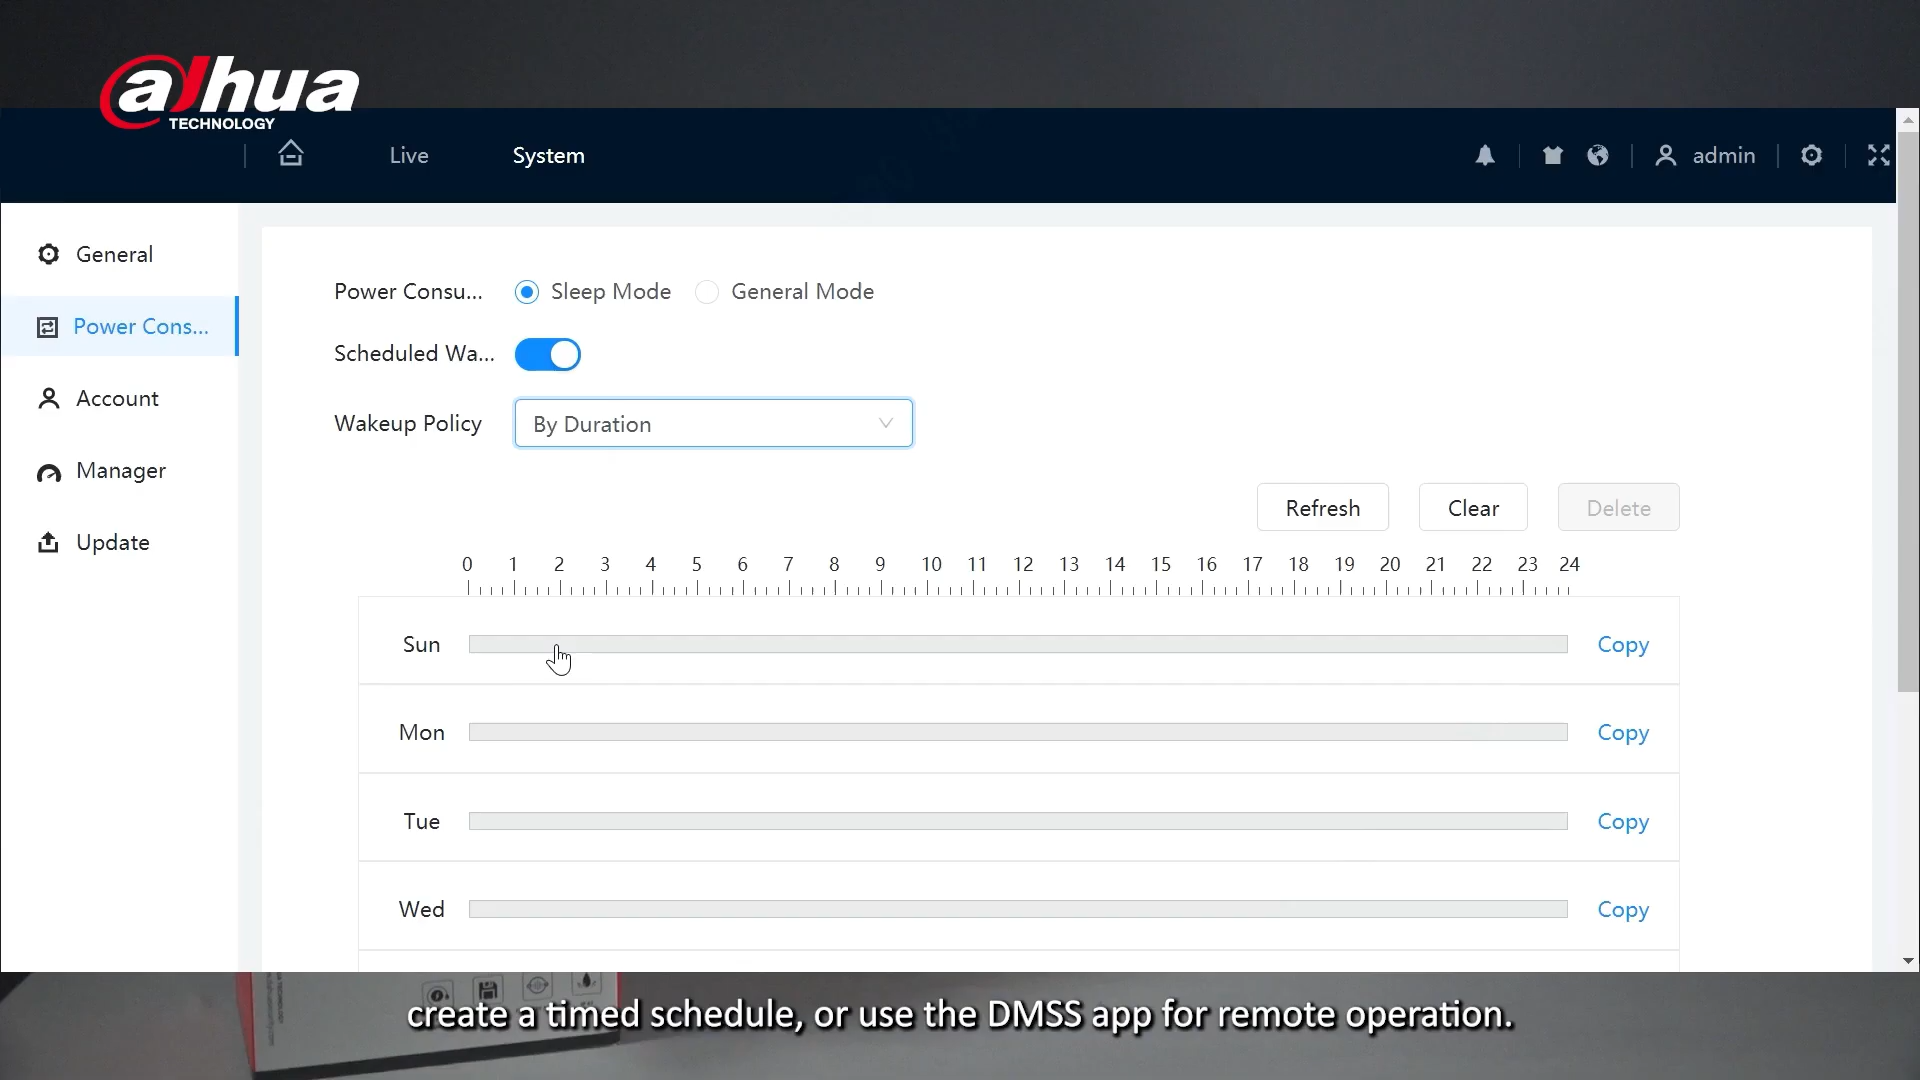 alhua
TECHNOLOGY
Live
System
admin
General
Power Cons...
Account
Manager
Update
Power Consu...
Sleep Mode
General Mode
Scheduled Wa...
Wakeup Policy
By Duration
Refresh
Clear
Delete
0 1 2 3 4 5 6 7 8 9 10 11 12 13 14 15 16 17 18 19 20 21 22 23 24
Sun
Copy
Mon
Copy
Tue
Copy
Wed
Copy
create a timed schedule, or use the DMSS app for remote operation.